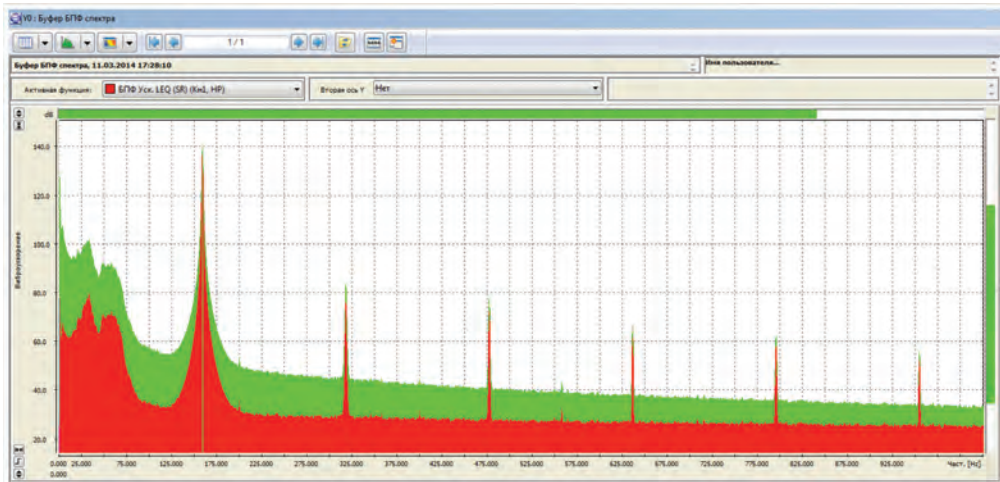 Y0 : Буфер БПФ спектра
1/1
Буфер БПФ спектра, 11.03.2014 17:28:10
Имя пользователя...
Активная функция: БПФ Уск. LEQ (SR) (Кан1, HP) Вторая ось Y Нет
dB
140.0
120.0
100.0
80.0
60.0
40.0
20.0
Виброускорение
0.000 25.000 75.000 125.000 175.000 225.000 275.000 325.000 375.000 425.000 475.000 525.000 575.000 625.000 675.000 725.000 775.000 825.000 875.000 925.000 Част. [Hz]
0.000